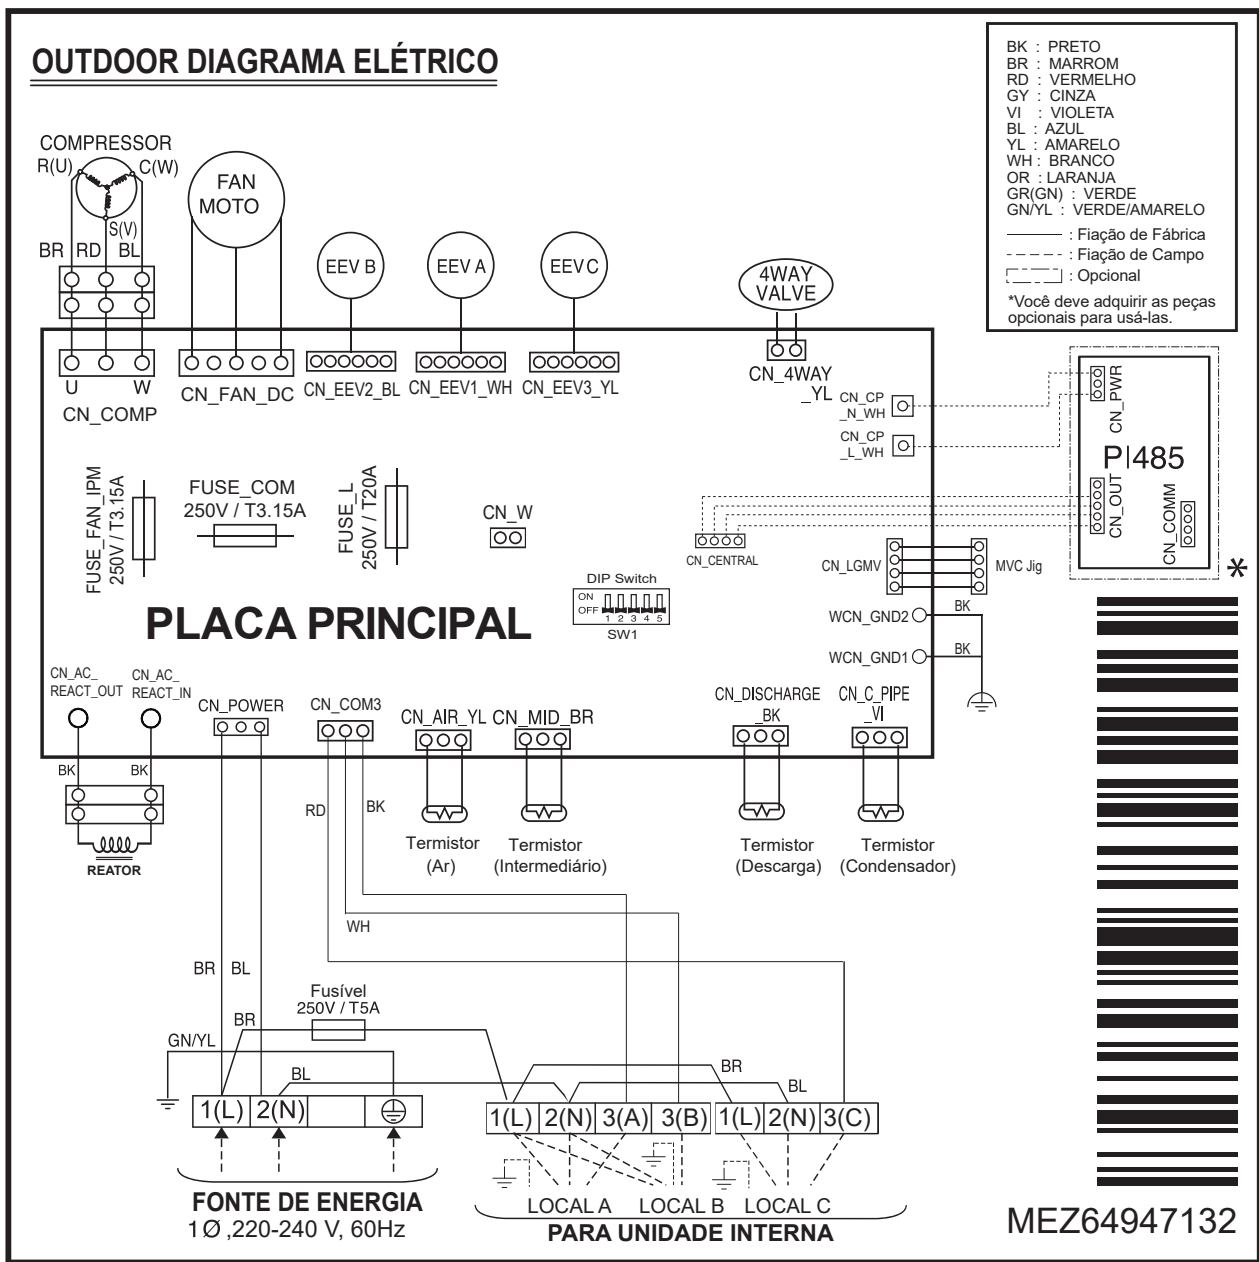 OUTDOOR DIAGRAMA ELÉTRICO
BK : PRETO
BR : MARROM
RD : VERMELHO
GY : CINZA
VI : VIOLETA
BL : AZUL
YL : AMARELO
WH : BRANCO
OR : LARANJA
GR(GN) : VERDE
GN/YL : VERDE/AMARELO
: Fiação de Fábrica
: Fiação de Campo
: Opcional
*Você deve adquirir as peças
opcionais para usá-las.
COMPRESSOR
R(U)
C(W)
S(V)
BR
RD
BL
FAN
MOTO
EEV B
EEV A
EEV C
4WAY
VALVE
U
W
CN_COMP
CN_FAN_DC
CN_EEV2_BL
CN_EEV1_WH
CN_EEV3_YL
CN_4WAY
_YL
CN_CP
_N_WH
CN_CP
_L_WH
CN_PWR
PI485
CN_OUT
CN_COMM
*
FUSE_FAN_IPM
250V / T3.15A
FUSE_COM
250V / T3.15A
FUSE_L
250V / T20A
CN_W
CN_CENTRAL
CN_LGMV
MVC Jig
DIP Switch
ON
OFF
1 2 3 4 5
SW1
PLACA PRINCIPAL
WCN_GND2
BK
WCN_GND1
BK
CN_AC_
REACT_OUT
CN_AC_
REACT_IN
CN_POWER
CN_COM3
CN_AIR_YL
CN_MID_BR
CN_DISCHARGE
_BK
CN_C_PIPE
_VI
BK
BK
REATOR
RD
BK
WH
Termistor
(Ar)
Termistor
(Intermediário)
Termistor
(Descarga)
Termistor
(Condensador)
BR
BL
Fusível
250V / T5A
BR
GN/YL
BL
BR
BL
1(L)
2(N)
1(L)
2(N)
3(A)
3(B)
1(L)
2(N)
3(C)
FONTE DE ENERGIA
1Ø ,220-240 V, 60Hz
LOCAL A
LOCAL B
LOCAL C
PARA UNIDADE INTERNA
MEZ64947132